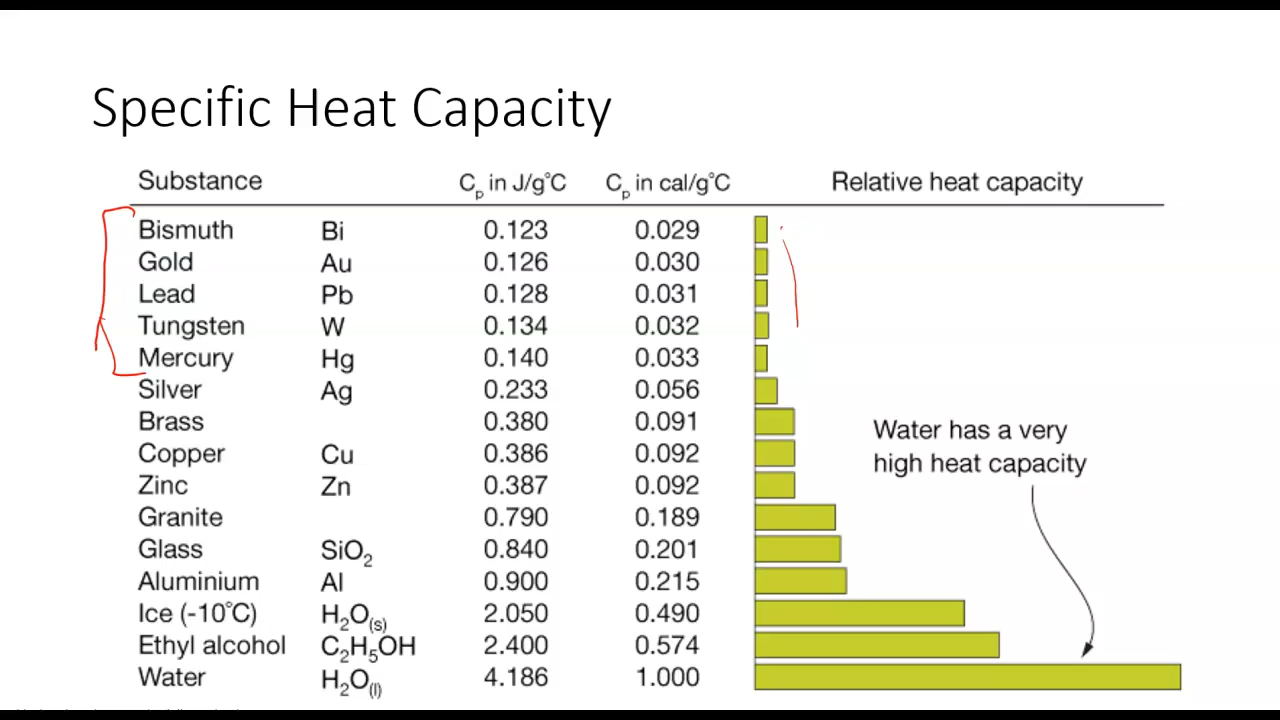 Specific Heat Capacity
Substance Cp in J/g°C Cp in cal/g°C Relative heat capacity
Bismuth Bi 0.123 0.029
Gold Au 0.126 0.030
Lead Pb 0.128 0.031
Tungsten W 0.134 0.032
Mercury Hg 0.140 0.033
Silver Ag 0.233 0.056
Brass 0.380 0.091
Water has a very
high heat capacity
Copper Cu 0.386 0.092
Zinc Zn 0.387 0.092
Granite 0.790 0.189
Glass SiO2 0.840 0.201
Aluminium Al 0.900 0.215
Ice (-10°C) H2O(s) 2.050 0.490
Ethyl alcohol C2H5OH 2.400 0.574
Water H2O(l) 4.186 1.000